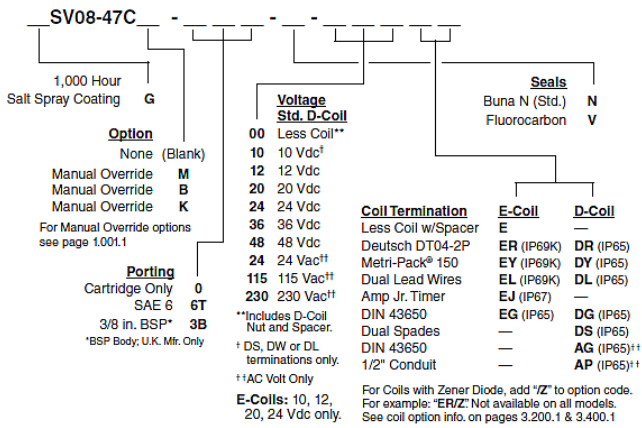 __SV08-47C__ - __ __ __ - __ - __ __ __ __ __
1,000 Hour
Salt Spray Coating G
Option
None (Blank)
Manual Override M
Manual Override B
Manual Override K
For Manual Override options
see page 1.001.1
Porting
Cartridge Only 0
SAE 6 6T
3/8 in. BSP* 3B
*BSP Body; U.K. Mfr. Only
Voltage
Std. D-Coil
00 Less Coil**
10 10 Vdc†
12 12 Vdc
20 20 Vdc
24 24 Vdc
36 36 Vdc
48 48 Vdc
24 24 Vac††
115 115 Vac††
230 230 Vac††
**Includes D-Coil
Nut and Spacer.
† DS, DW or DL
terminations only.
††AC Volt Only
E-Coils: 10, 12,
20, 24 Vdc only.
Seals
Buna N (Std.) N
Fluorocarbon V
Coil Termination E-Coil D-Coil
Less Coil w/Spacer E —
Deutsch DT04-2P ER (IP69K) DR (IP65)
Metri-Pack® 150 EY (IP69K) DY (IP65)
Dual Lead Wires EL (IP69K) DL (IP65)
Amp Jr. Timer EJ (IP67) —
DIN 43650 EG (IP65) DG (IP65)
Dual Spades — DS (IP65)
DIN 43650 — AG (IP65)††
1/2" Conduit — AP (IP65)††
For Coils with Zener Diode, add "/Z" to option code.
For example: "ER/Z". Not available on all models.
See coil option info. on pages 3.200.1 & 3.400.1